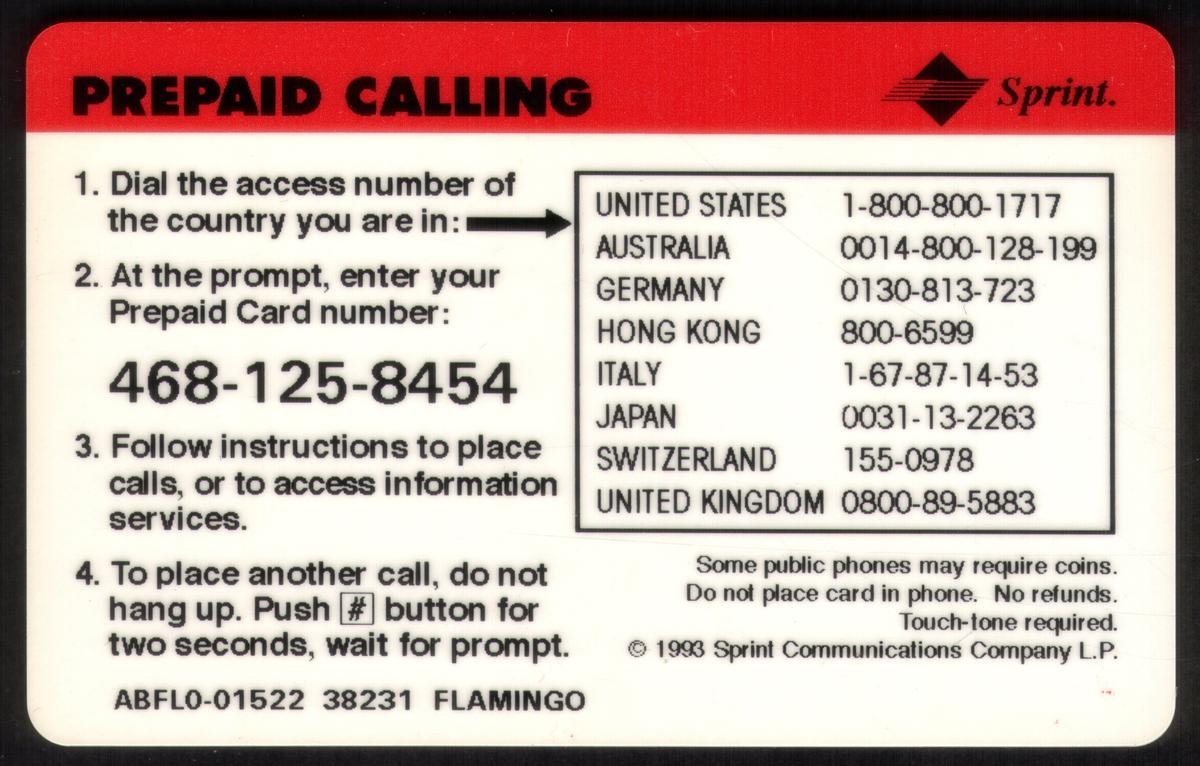 PREPAID CALLING
Sprint.
1. Dial the access number of
the country you are in:
2. At the prompt, enter your
Prepaid Card number:
468-125-8454
3. Follow instructions to place
calls, or to access information
services.
4. To place another call, do not
hang up. Push # button for
two seconds, wait for prompt.
ABFL0-01522 38231 FLAMINGO
UNITED STATES 1-800-800-1717
AUSTRALIA 0014-800-128-199
GERMANY 0130-813-723
HONG KONG 800-6599
ITALY 1-67-87-14-53
JAPAN 0031-13-2263
SWITZERLAND 155-0978
UNITED KINGDOM 0800-89-5883
Some public phones may require coins.
Do not place card in phone. No refunds.
Touch-tone required.
© 1993 Sprint Communications Company L.P.